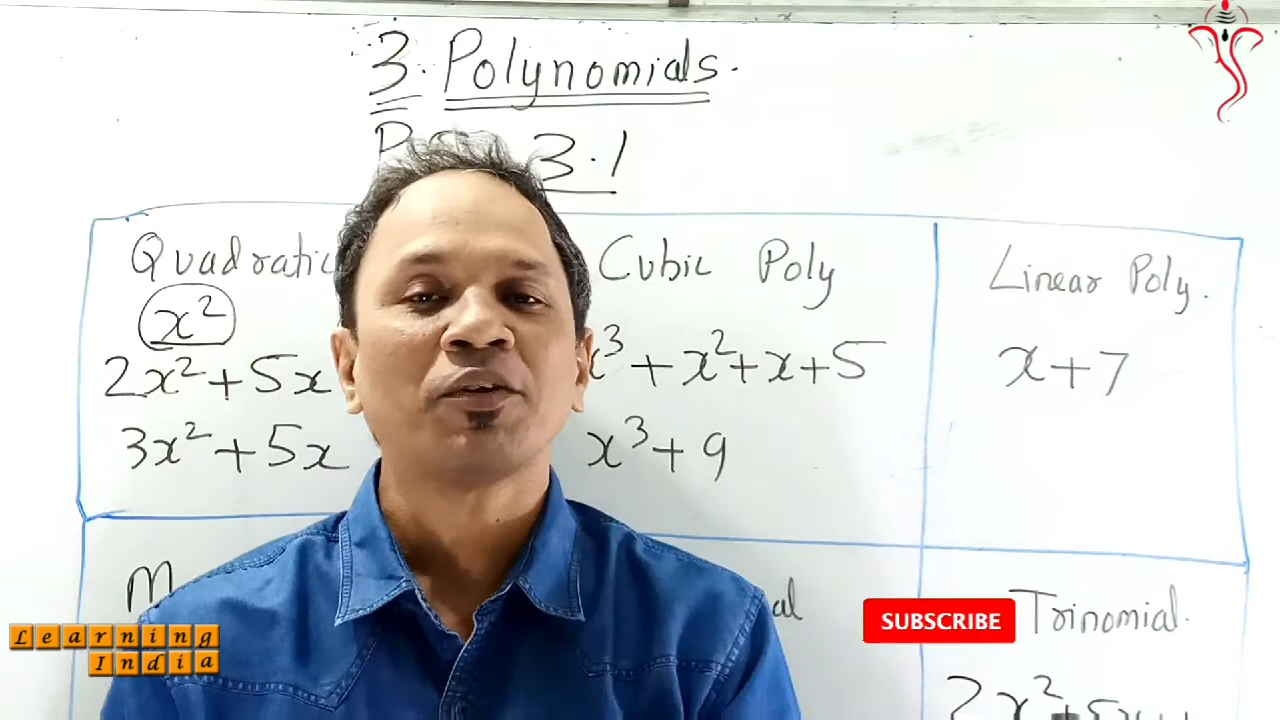 3. Polynomials.
3.1
Quadratic
Cubic Poly
Linear Poly.
x²
2x²+5x
x³+x²+x+5
x+7
3x²+5x
x³+9
Trinomial.
SUBSCRIBE
Learning
India